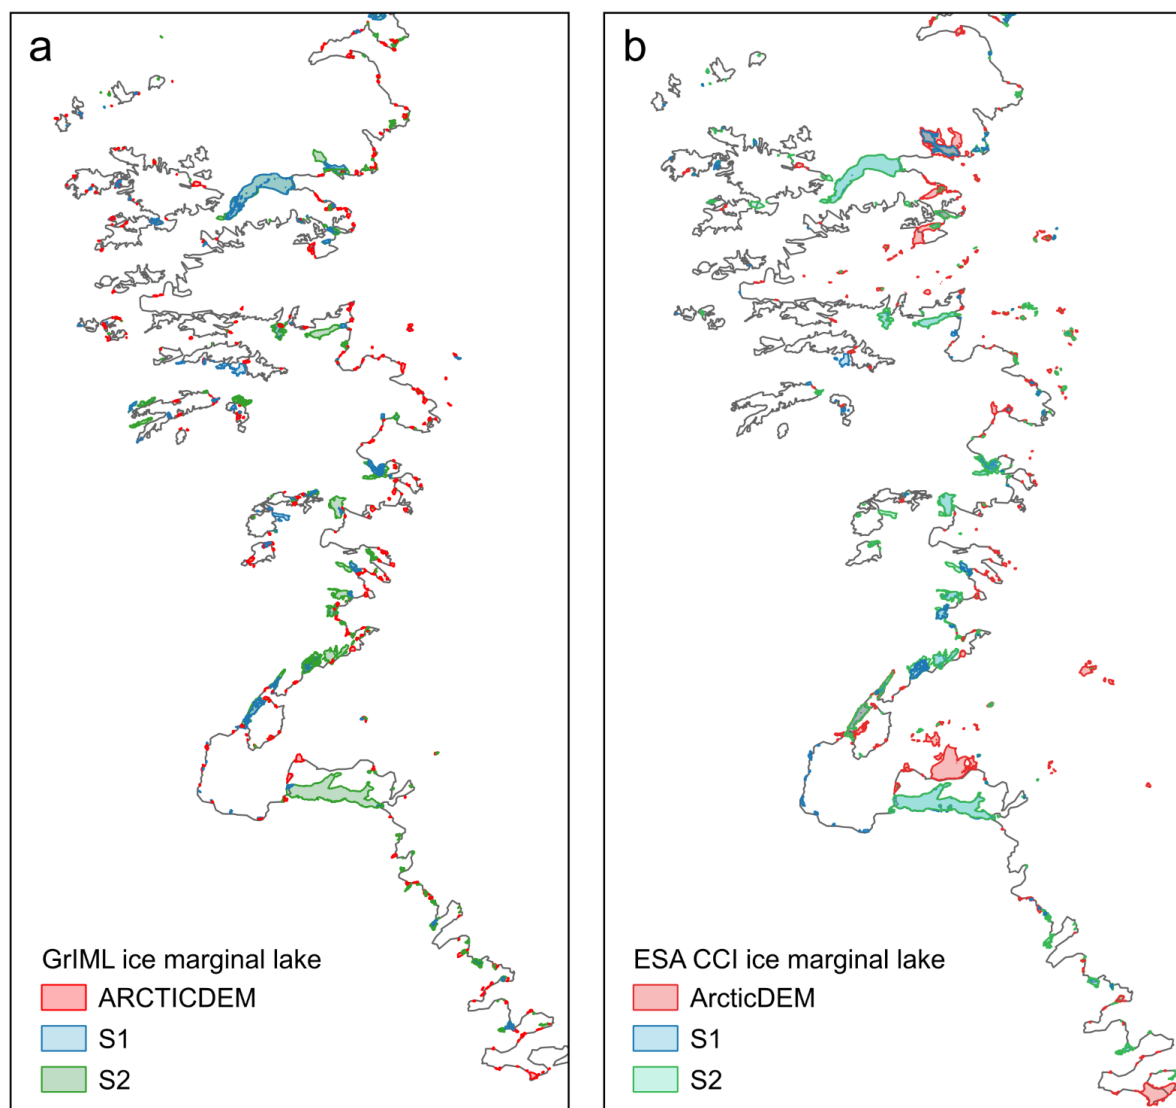 a
GrIML ice marginal lake
ARCTICDEM
S1
S2
b
ESA CCI ice marginal lake
ArcticDEM
S1
S2